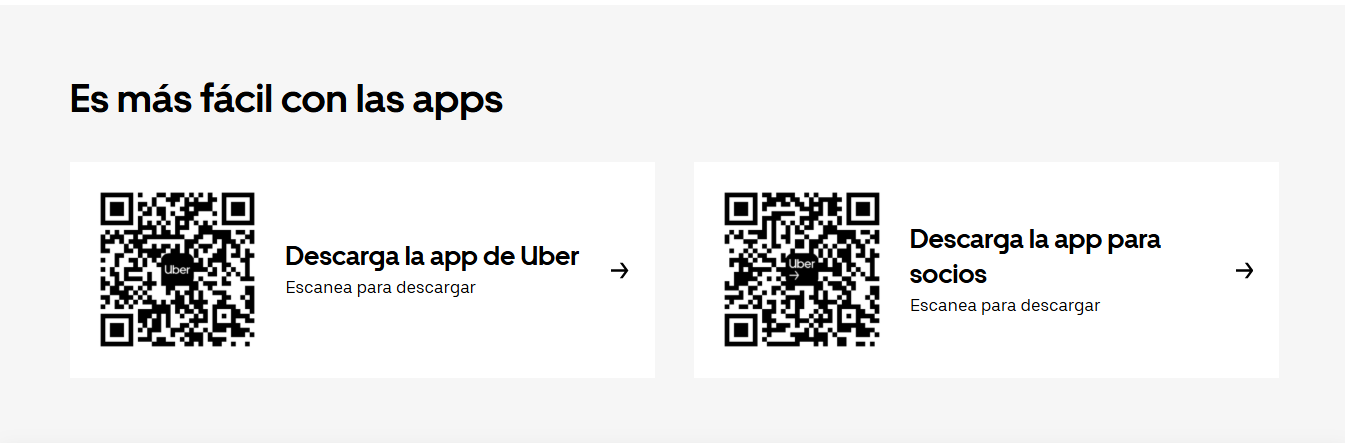 Es más fácil con las apps
Uber
Descarga la app de Uber
Escanea para descargar
Uber
Descarga la app para
socios
Escanea para descargar